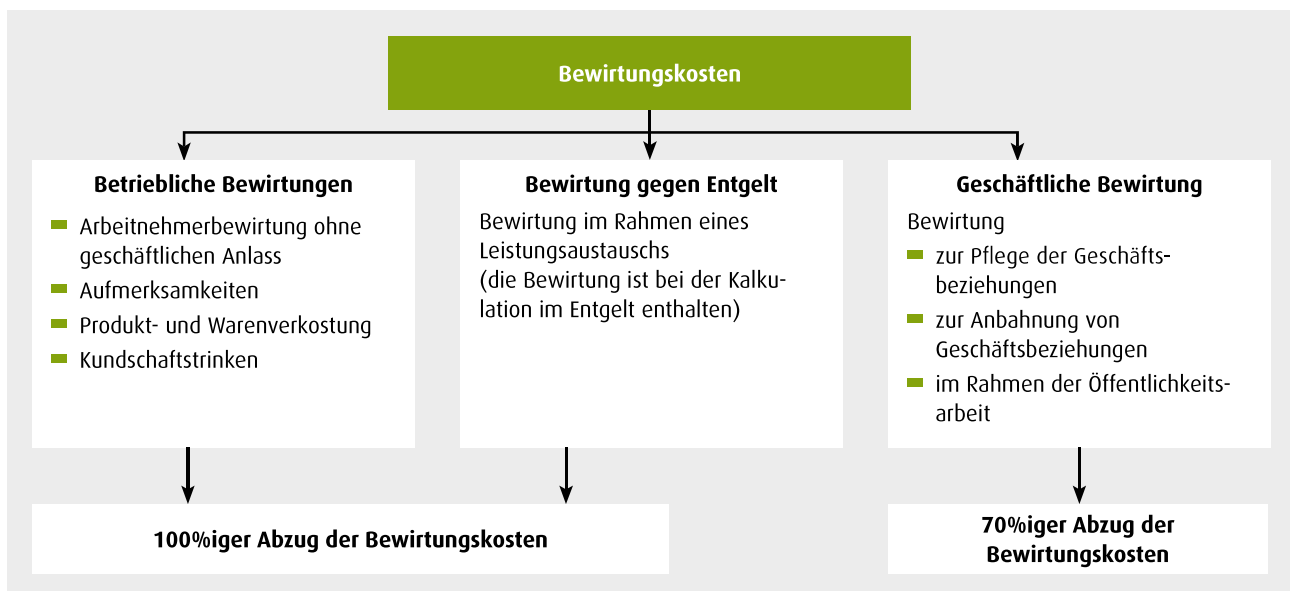 Bewirtungskosten
Betriebliche Bewirtungen
Arbeitnehmerbewirtung ohne
geschäftlichen Anlass
Aufmerksamkeiten
Produkt- und Warenverkostung
Kundschaftstrinken
Bewirtung gegen Entgelt
Bewirtung im Rahmen eines
Leistungsaustauschs
(die Bewirtung ist bei der Kalku-
lation im Entgelt enthalten)
Geschäftliche Bewirtung
Bewirtung
zur Pflege der Geschäfts-
beziehungen
zur Anbahnung von
Geschäftsbeziehungen
im Rahmen der Öffentlichkeits-
arbeit
100%iger Abzug der Bewirtungskosten
70%iger Abzug der
Bewirtungskosten